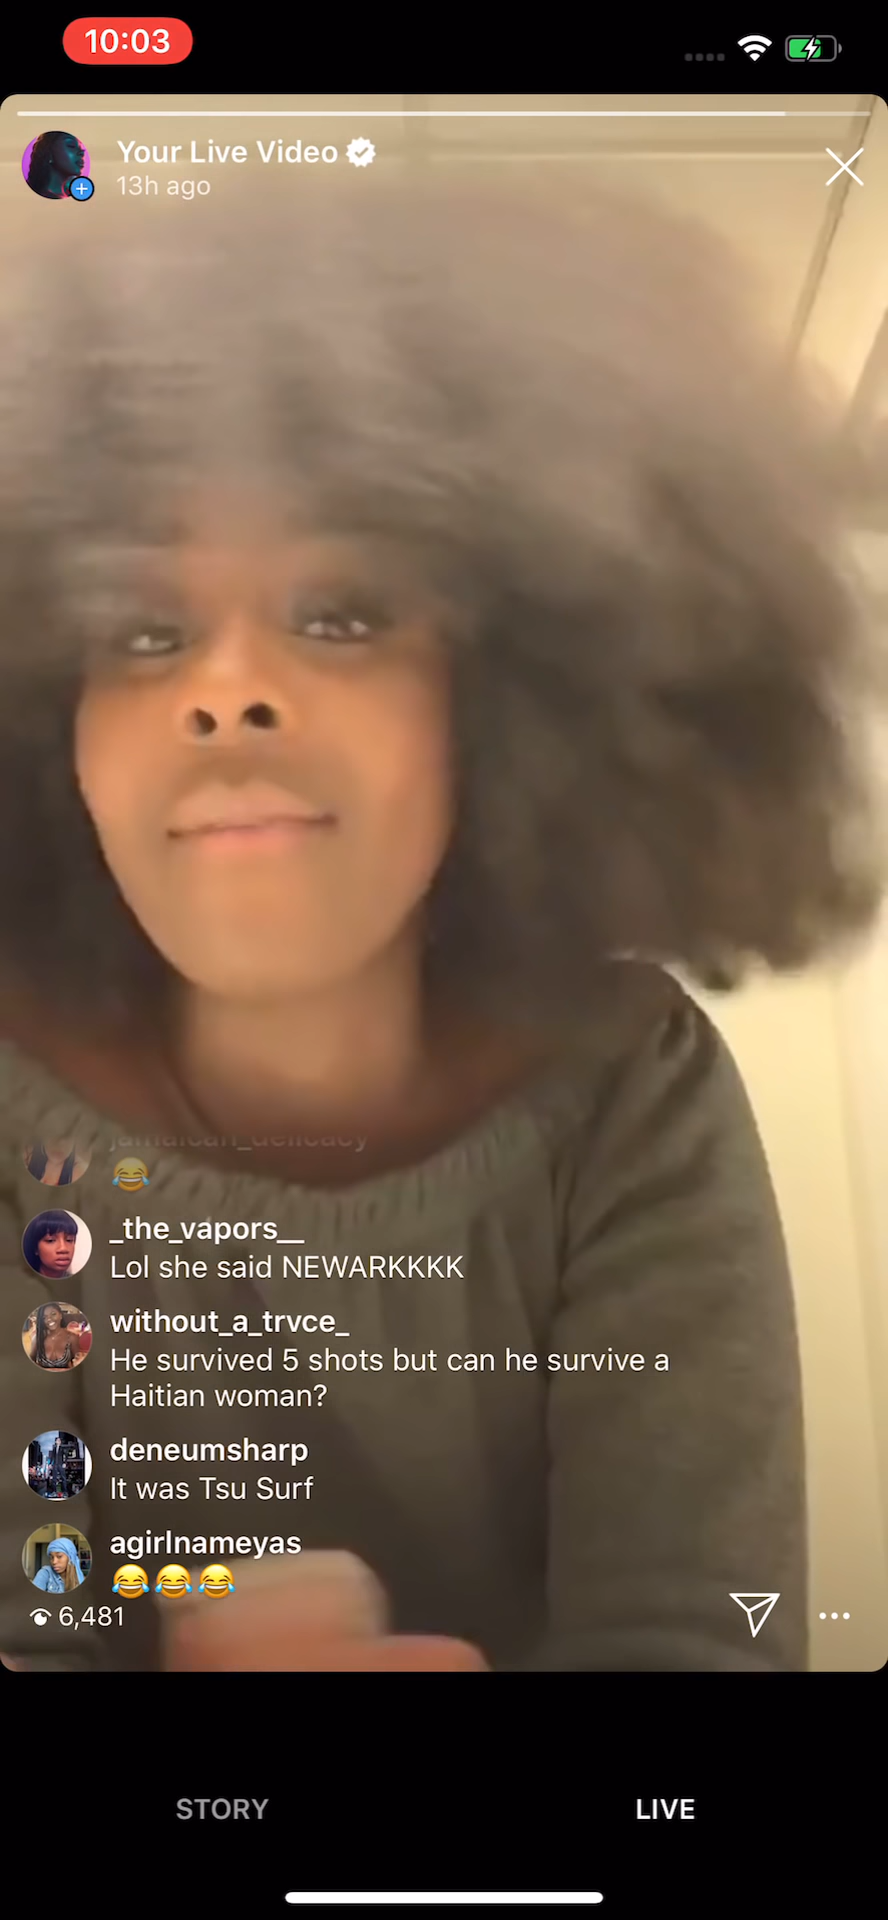 10:03
Your Live Video
13h ago
jamaican_delicacy
😂
_the_vapors__
Lol she said NEWARKKKK
without_a_trvce_
He survived 5 shots but can he survive a
Haitian woman?
deneumsharp
It was Tsu Surf
agirlnameyas
😂😂😂
6,481
STORY
LIVE